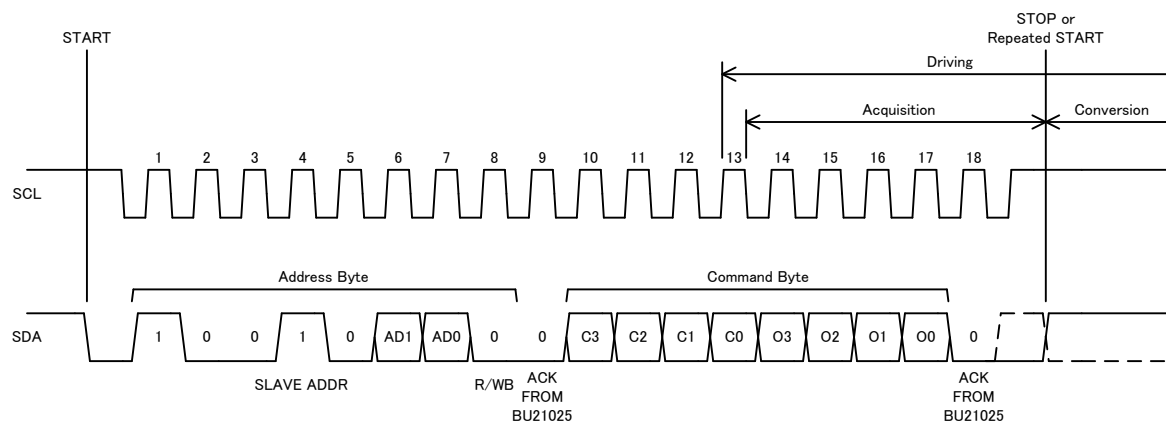 START
STOP or
Repeated START
Driving
Acquisition
Conversion
1 2 3 4 5 6 7 8 9 10 11 12 13 14 15 16 17 18
SCL
Address Byte
Command Byte
SDA
1 0 0 1 0 AD1 AD0 0 0 C3 C2 C1 C0 O3 O2 O1 O0 0
SLAVE ADDR
R/WB
ACK
FROM
BU21025
ACK
FROM
BU21025